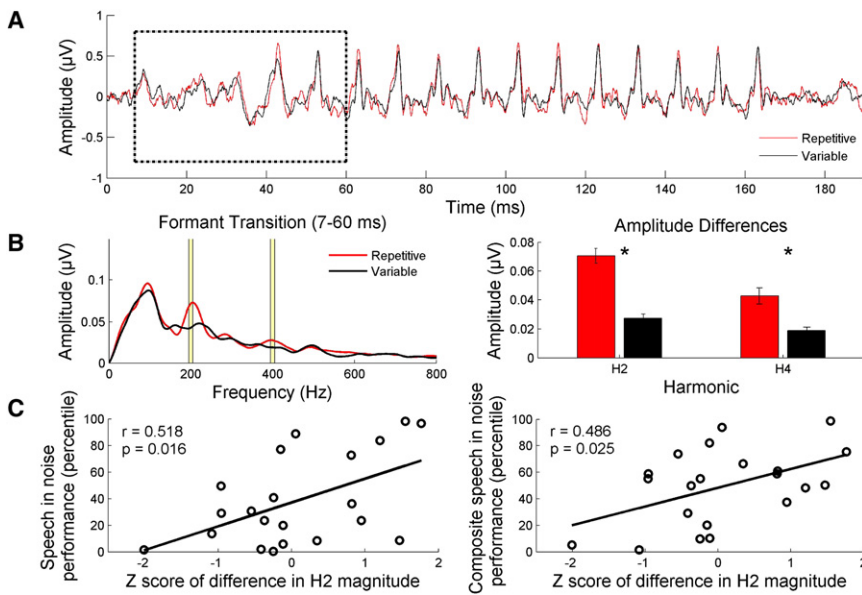 A
Amplitude (μV)
1
0.5
0
-0.5
-1
Repetitive
Variable
0 20 40 60 80 100 120 140 160 180
Time (ms)
B
Formant Transition (7-60 ms)
Amplitude (μV)
0.1
0.05
0
Repetitive
Variable
0 200 400 600 800
Frequency (Hz)
Amplitude Differences
Amplitude (μV)
0.08
0.06
0.04
0.02
0
* *
H2 H4
Harmonic
C
Speech in noise
performance (percentile)
100
80
60
40
20
0
r = 0.518
p = 0.016
-2 -1 0 1 2
Z score of difference in H2 magnitude
Composite speech in noise
performance (percentile)
100
80
60
40
20
0
r = 0.486
p = 0.025
-2 -1 0 1 2
Z score of difference in H2 magnitude